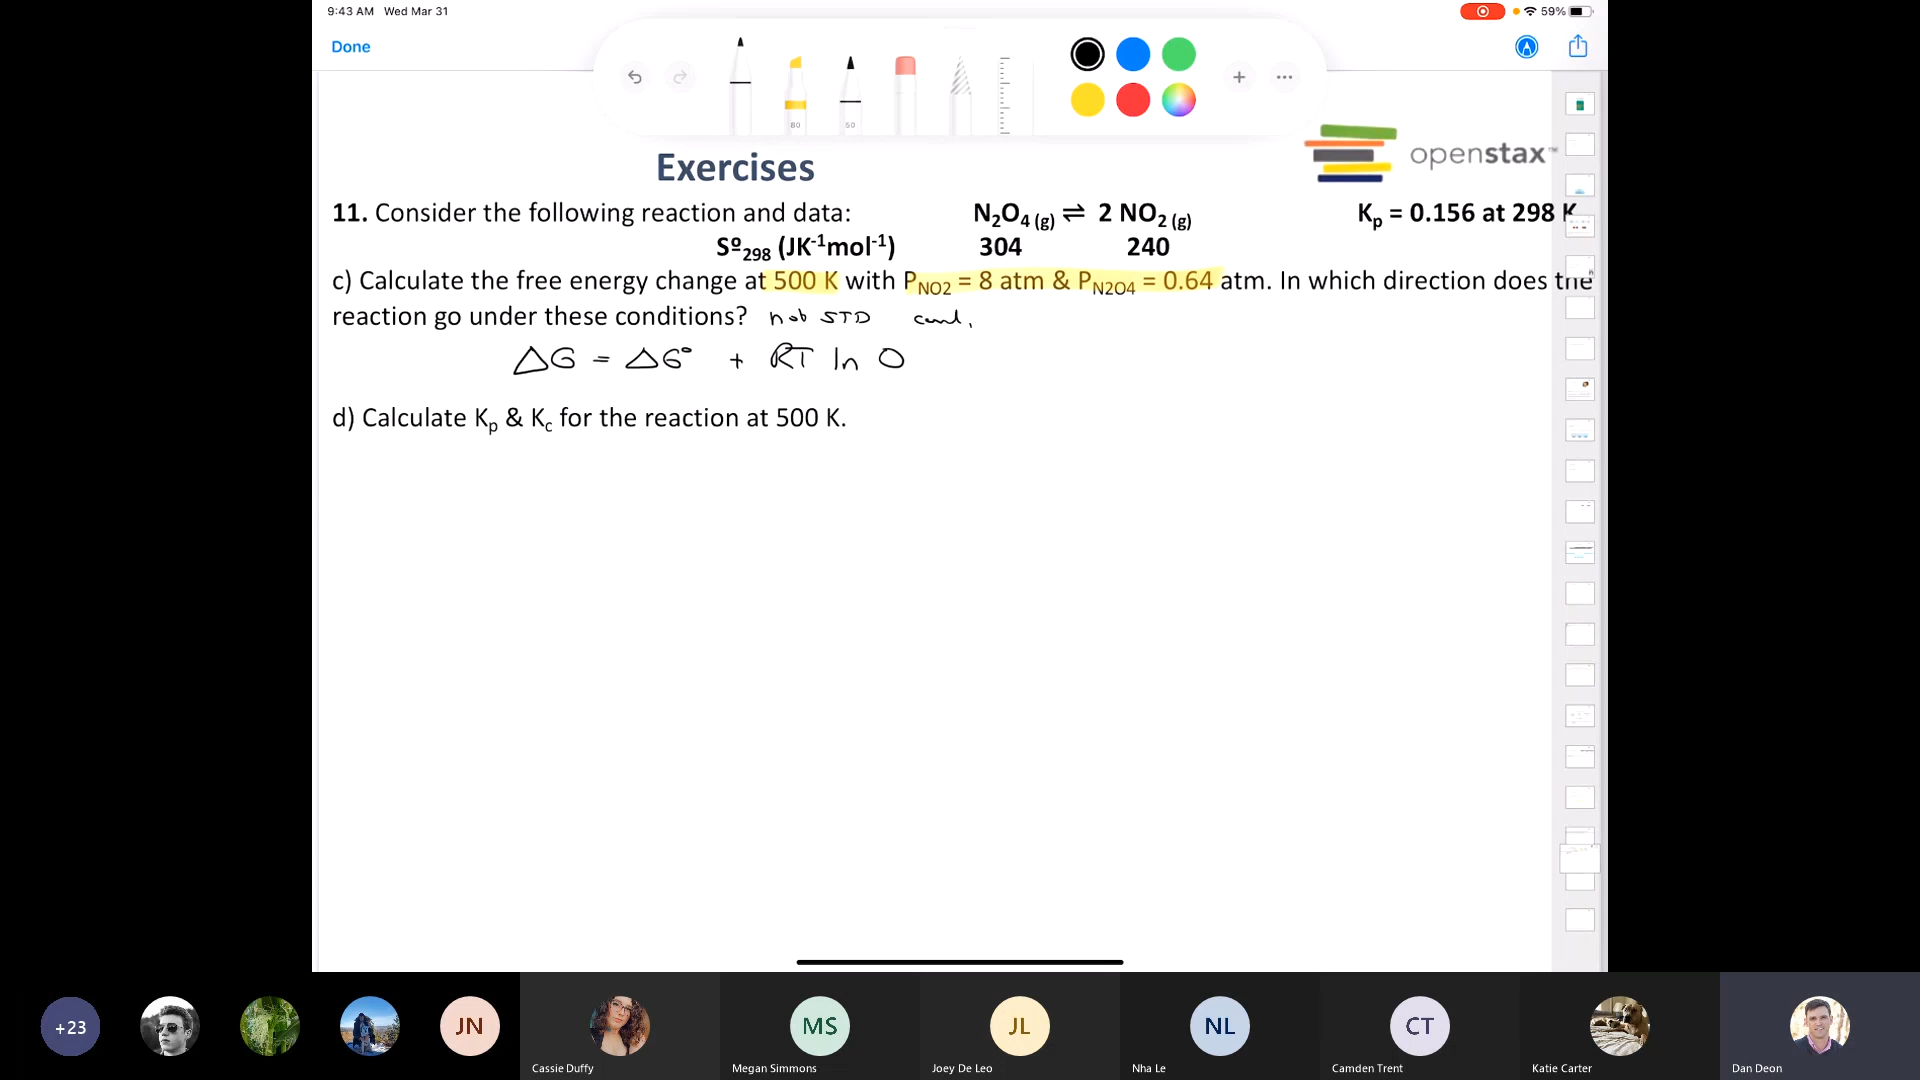 9:43 AM Wed Mar 31
59%
Done
80
50
Exercises
openstax™
11. Consider the following reaction and data: N2O4 (g) ⇌ 2 NO2 (g) Kp = 0.156 at 298 K
Sº298 (JK-1mol-1) 304 240
c) Calculate the free energy change at 500 K with PNO2 = 8 atm & PN2O4 = 0.64 atm. In which direction does the
reaction go under these conditions? not STD cond.
ΔG = ΔG° + RT ln Q
d) Calculate Kp & Kc for the reaction at 500 K.
+23
JN
MS
JL
NL
CT
Cassie Duffy
Megan Simmons
Joey De Leo
Nha Le
Camden Trent
Katie Carter
Dan Deon